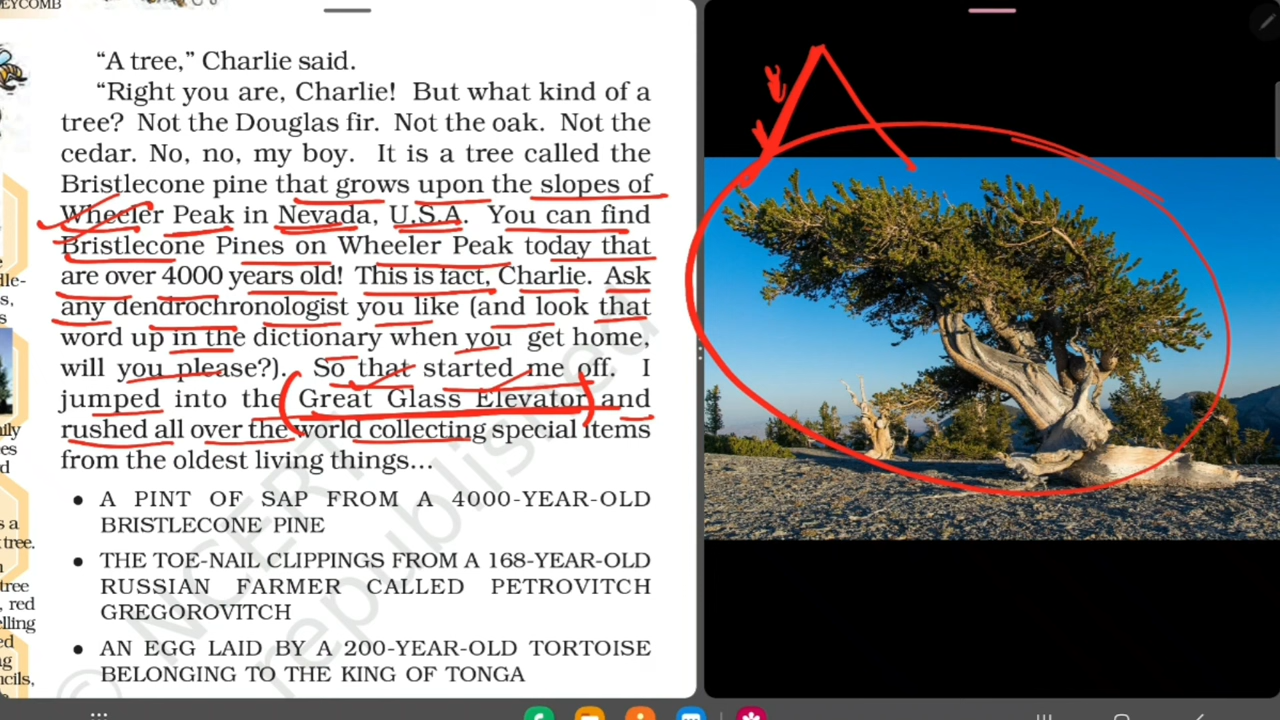 EYCOMB
“A tree,” Charlie said.
“Right you are, Charlie! But what kind of a
tree? Not the Douglas fir. Not the oak. Not the
cedar. No, no, my boy. It is a tree called the
Bristlecone pine that grows upon the slopes of
Wheeler Peak in Nevada, U.S.A. You can find
Bristlecone Pines on Wheeler Peak today that
are over 4000 years old! This is fact, Charlie. Ask
any dendrochronologist you like (and look that
word up in the dictionary when you get home,
will you please?). So that started me off. I
jumped into the Great Glass Elevator and
rushed all over the world collecting special items
from the oldest living things...
• A PINT OF SAP FROM A 4000-YEAR-OLD
BRISTLECONE PINE
• THE TOE-NAIL CLIPPINGS FROM A 168-YEAR-OLD
RUSSIAN FARMER CALLED PETROVITCH
GREGOROVITCH
• AN EGG LAID BY A 200-YEAR-OLD TORTOISE
BELONGING TO THE KING OF TONGA
© NCERT
republished